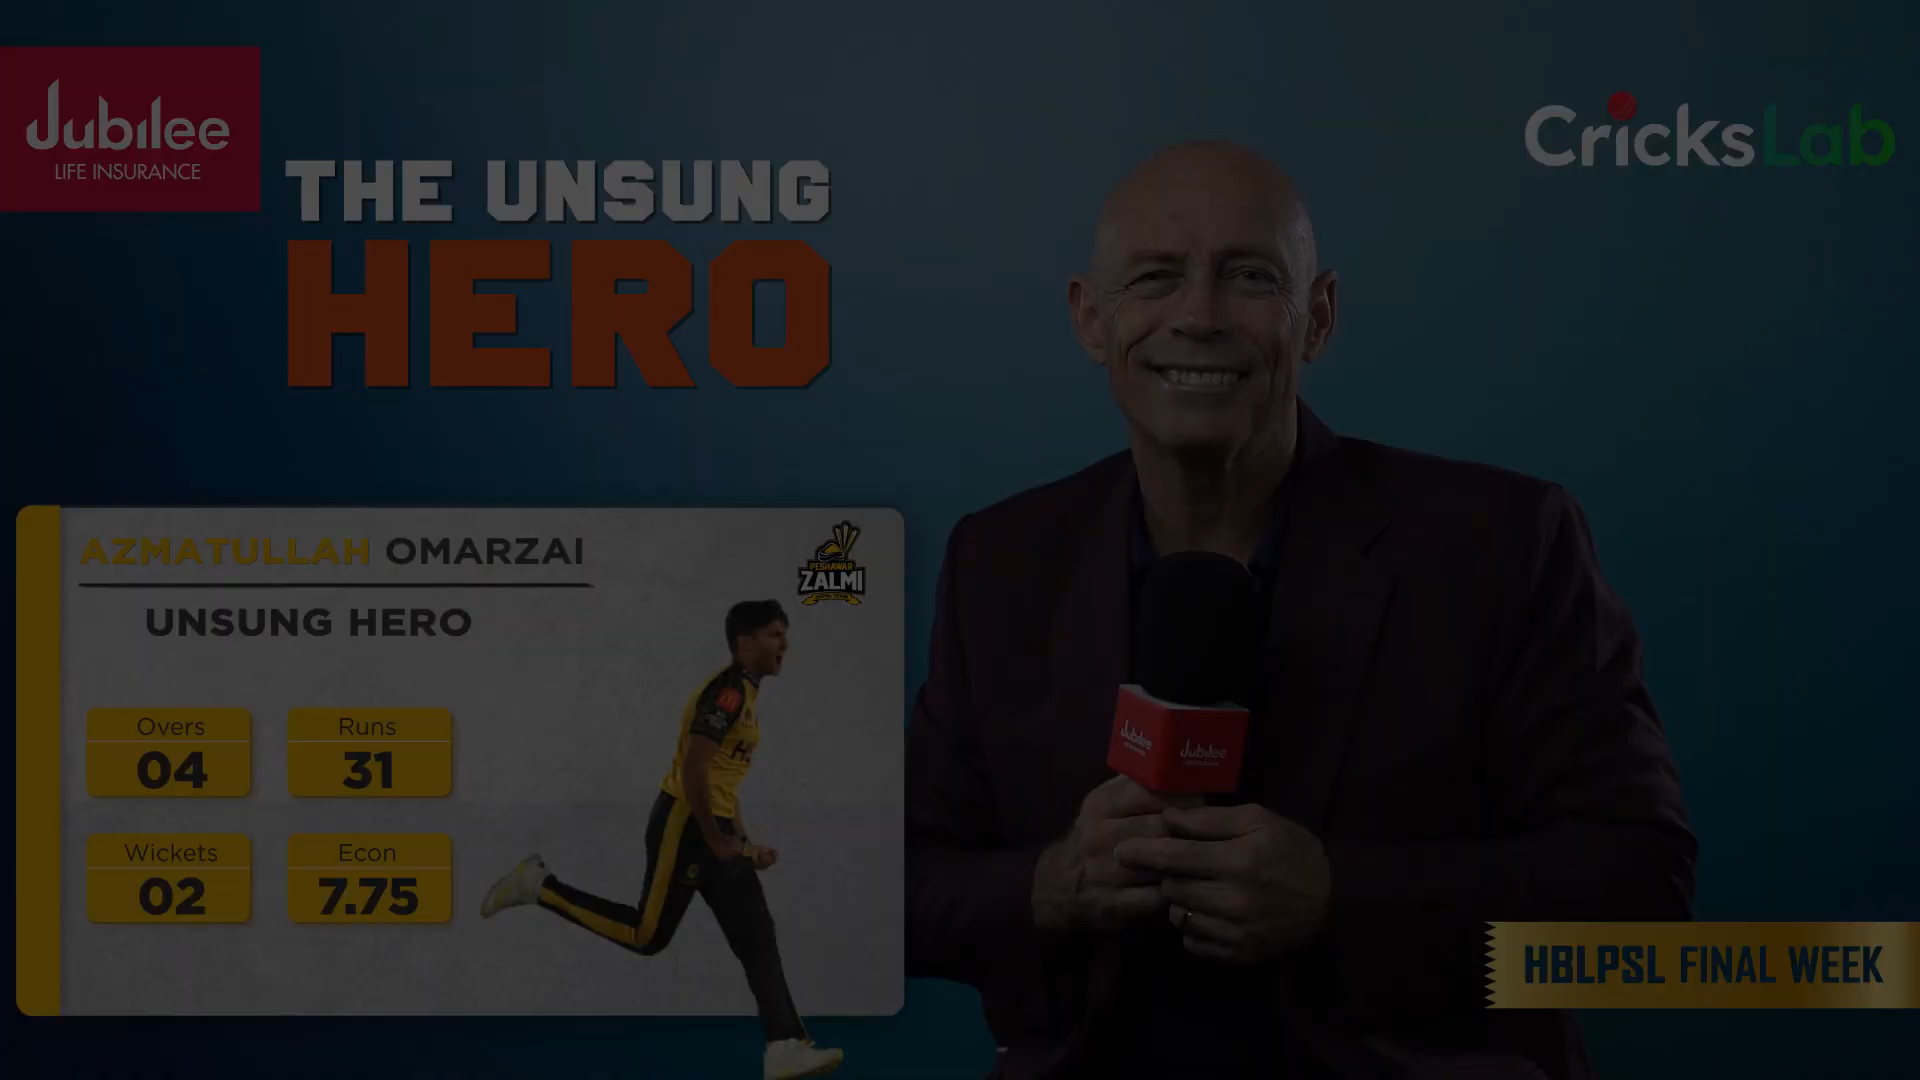 Jubilee
LIFE INSURANCE
THE UNSUNG
HERO
CricksLab
AZMATULLAH OMARZAI
UNSUNG HERO
PESHAWAR
ZALMI
Overs
04
Runs
31
Wickets
02
Econ
7.75
Jubilee
Jubilee
HBLPSL FINAL WEEK